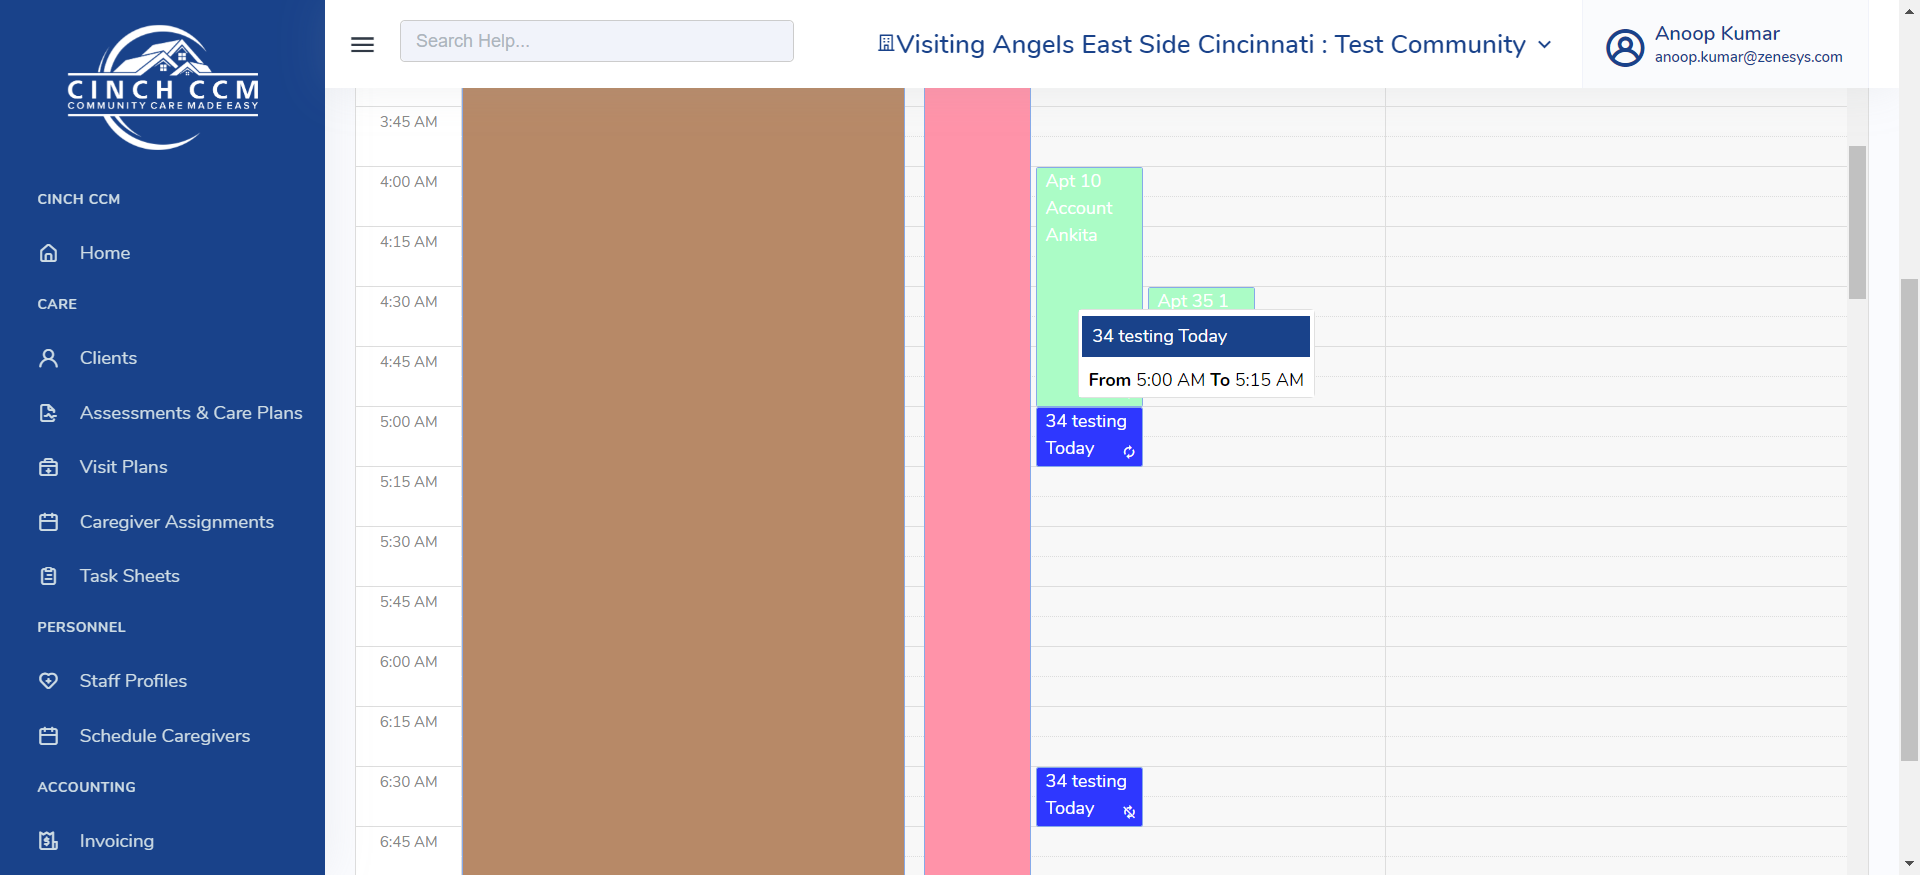 CINCH CCM
COMMUNITY CARE MADE EASY
CINCH CCM
Home
CARE
Clients
Assessments & Care Plans
Visit Plans
Caregiver Assignments
Task Sheets
PERSONNEL
Staff Profiles
Schedule Caregivers
ACCOUNTING
Invoicing
Search Help...
Visiting Angels East Side Cincinnati : Test Community
Anoop Kumar
anoop.kumar@zenesys.com
3:45 AM
4:00 AM
4:15 AM
4:30 AM
4:45 AM
5:00 AM
5:15 AM
5:30 AM
5:45 AM
6:00 AM
6:15 AM
6:30 AM
6:45 AM
Apt 10
Account
Ankita
Apt 35 1
34 testing Today
From 5:00 AM To 5:15 AM
34 testing
Today
34 testing
Today